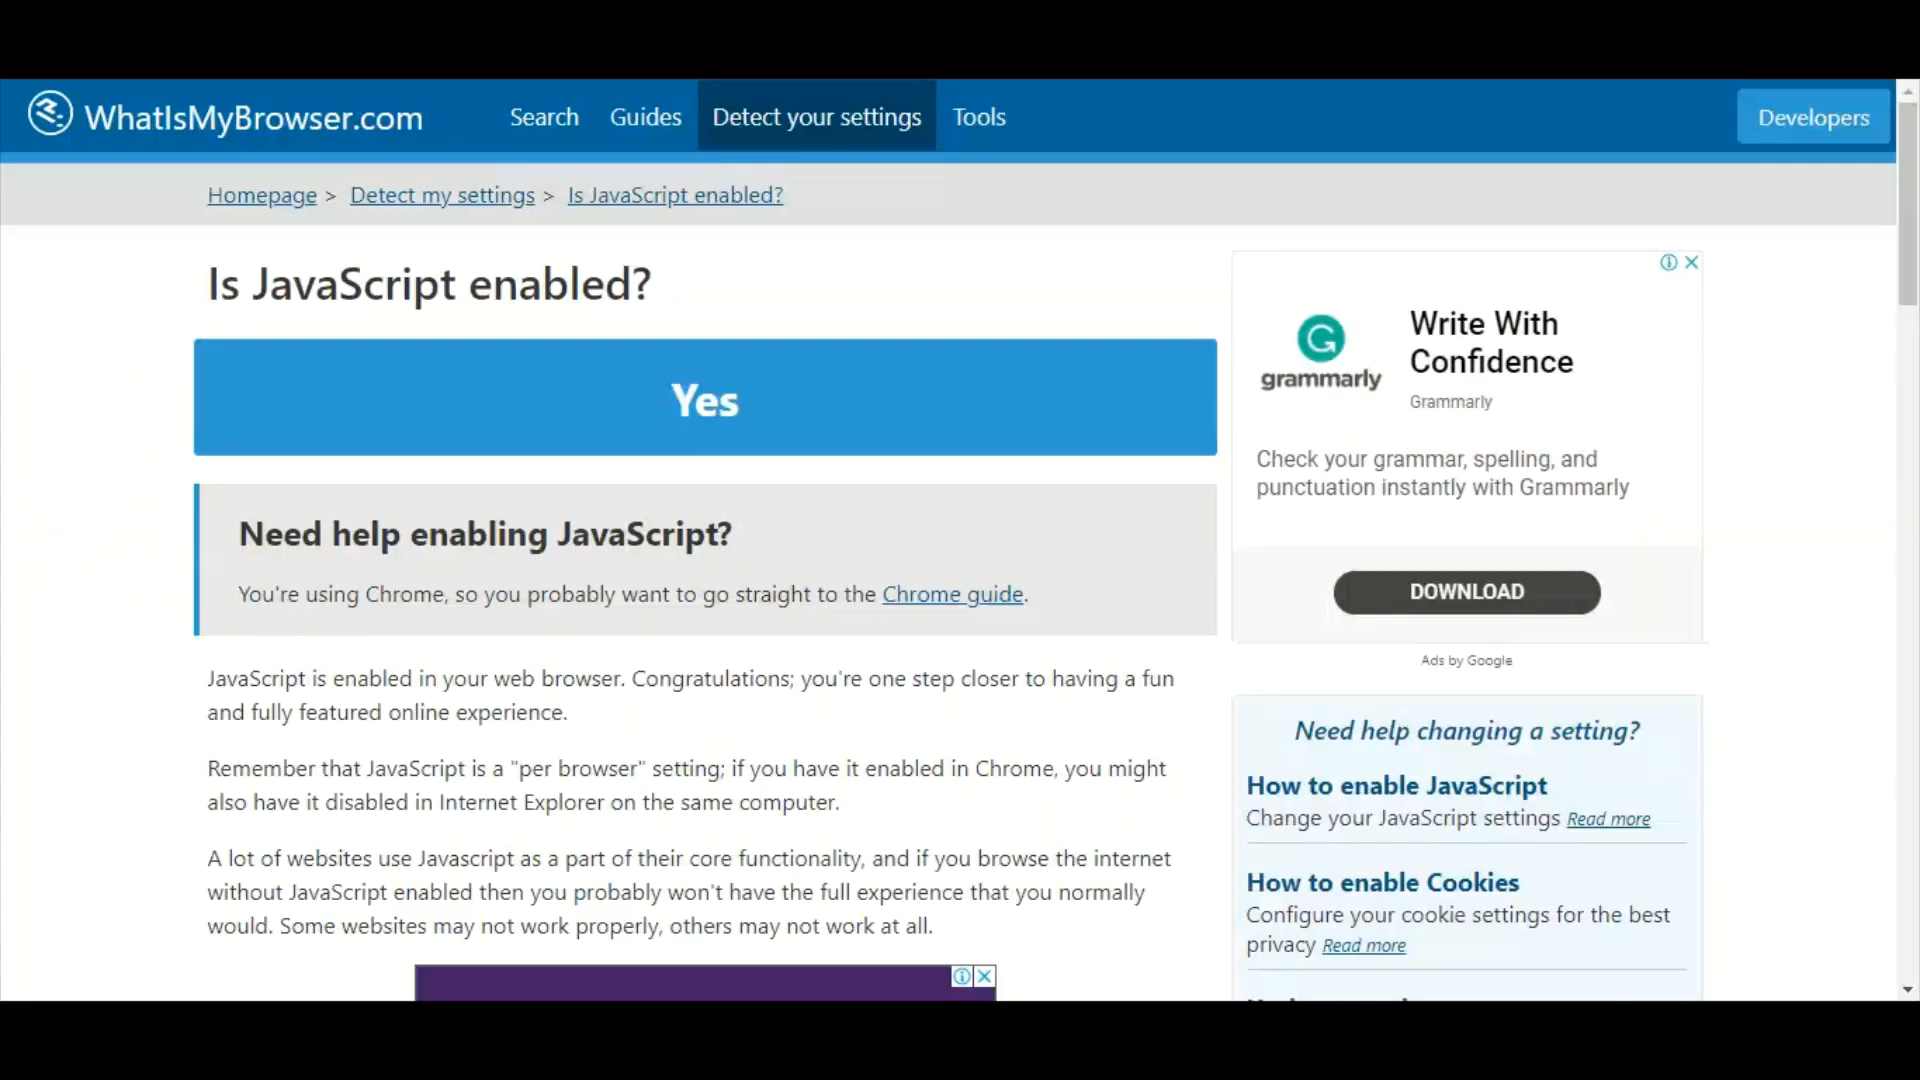 WhatIsMyBrowser.com
Search
Guides
Detect your settings
Tools
Developers
Homepage > Detect my settings > Is JavaScript enabled?
Is JavaScript enabled?
Yes
Need help enabling JavaScript?
You're using Chrome, so you probably want to go straight to the Chrome guide.
JavaScript is enabled in your web browser. Congratulations; you're one step closer to having a fun
and fully featured online experience.
Remember that JavaScript is a "per browser" setting; if you have it enabled in Chrome, you might
also have it disabled in Internet Explorer on the same computer.
A lot of websites use Javascript as a part of their core functionality, and if you browse the internet
without JavaScript enabled then you probably won't have the full experience that you normally
would. Some websites may not work properly, others may not work at all.
grammarly
Write With
Confidence
Grammarly
Check your grammar, spelling, and
punctuation instantly with Grammarly
DOWNLOAD
Ads by Google
Need help changing a setting?
How to enable JavaScript
Change your JavaScript settings Read more
How to enable Cookies
Configure your cookie settings for the best
privacy Read more